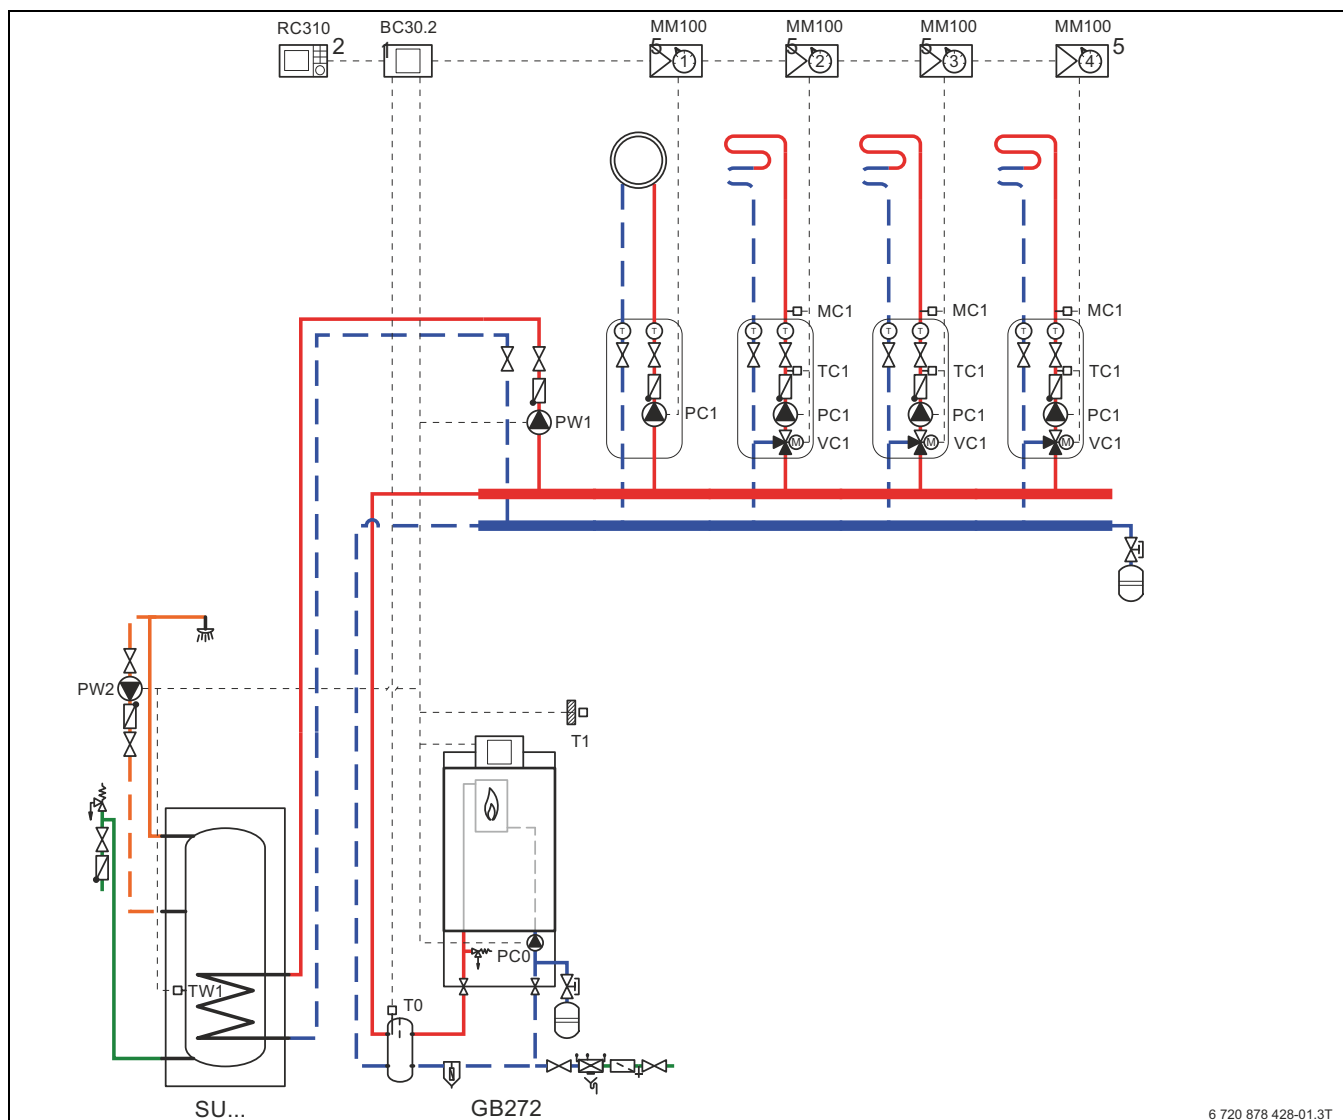 RC310 BC30.2 MM100 MM100 MM100 MM100
2 1 5 5 5 5
1 2 3 4
MC1 MC1 MC1
T T T T T T T T
TC1 TC1 TC1
PW1 PC1 PC1 PC1 PC1
M VC1 M VC1 M VC1
PW2
T1
PC0
TW1 T0
SU... GB272
6 720 878 428-01.3T